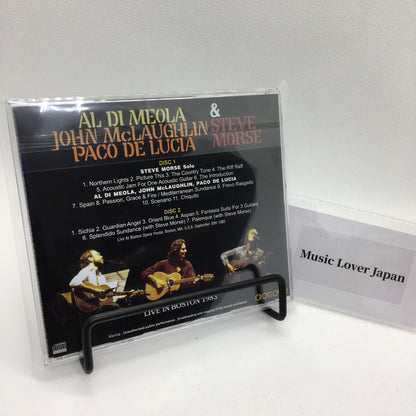 AL DI MEOLA
JOHN McLAUGHLIN
PACO DE LUCIA
&
STEVE
MORSE
DISC 1
STEVE MORSE Solo
1. Northern Lights 2. Picture This 3. The Country Tune 4. The Riff Raff
5. Acoustic Jam For One Acoustic Guitar 6. The Introduction
AL DI MEOLA, JOHN McLAUGHLIN, PACO DE LUCIA
7. Spain 8. Passion, Grace & Fire / Mediterranean Sundance 9. Frevo Rasgado
10. Scenario 11. Chiquito
DISC 2
1. Sichia 2. Guardian Angel 3. Orient Blue 4. Aspan 5. Fantasia Suite For 3 Guitars
6. Splendido Sundance (with Steve Morse) 7. Palenque (with Steve Morse)
Live At Boston Opera House, Boston, MA. U.S.A. September 30th 1983
LIVE IN BOSTON 1983
Music Lover Japan